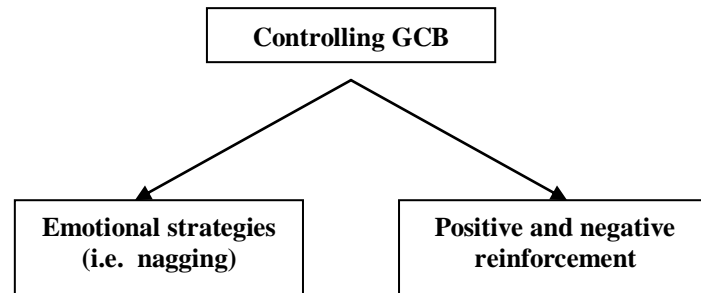 Controlling GCB
Emotional strategies
(i.e. nagging)
Positive and negative
reinforcement